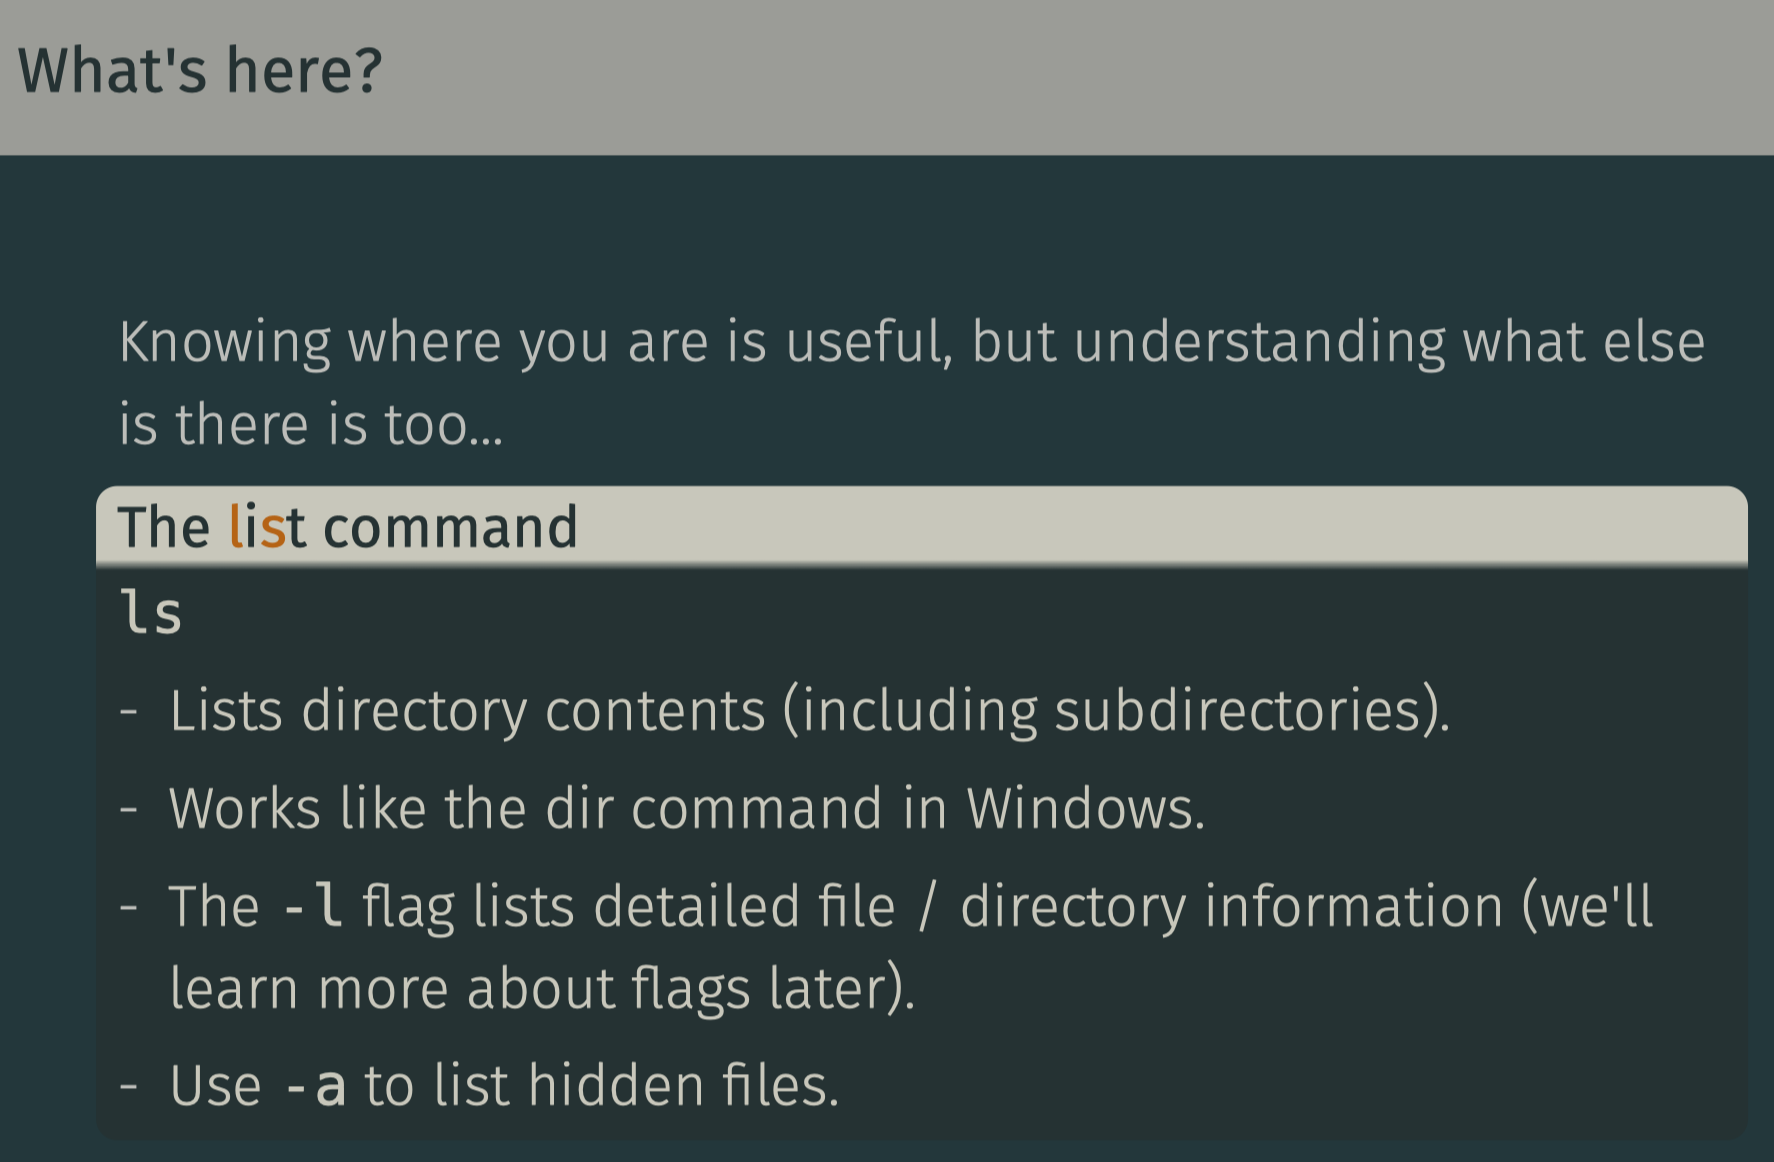 What's here?
Knowing where you are is useful, but understanding what else
is there is too...
The list command
ls
- Lists directory contents (including subdirectories).
- Works like the dir command in Windows.
- The -l flag lists detailed file / directory information (we'll
learn more about flags later).
- Use -a to list hidden files.